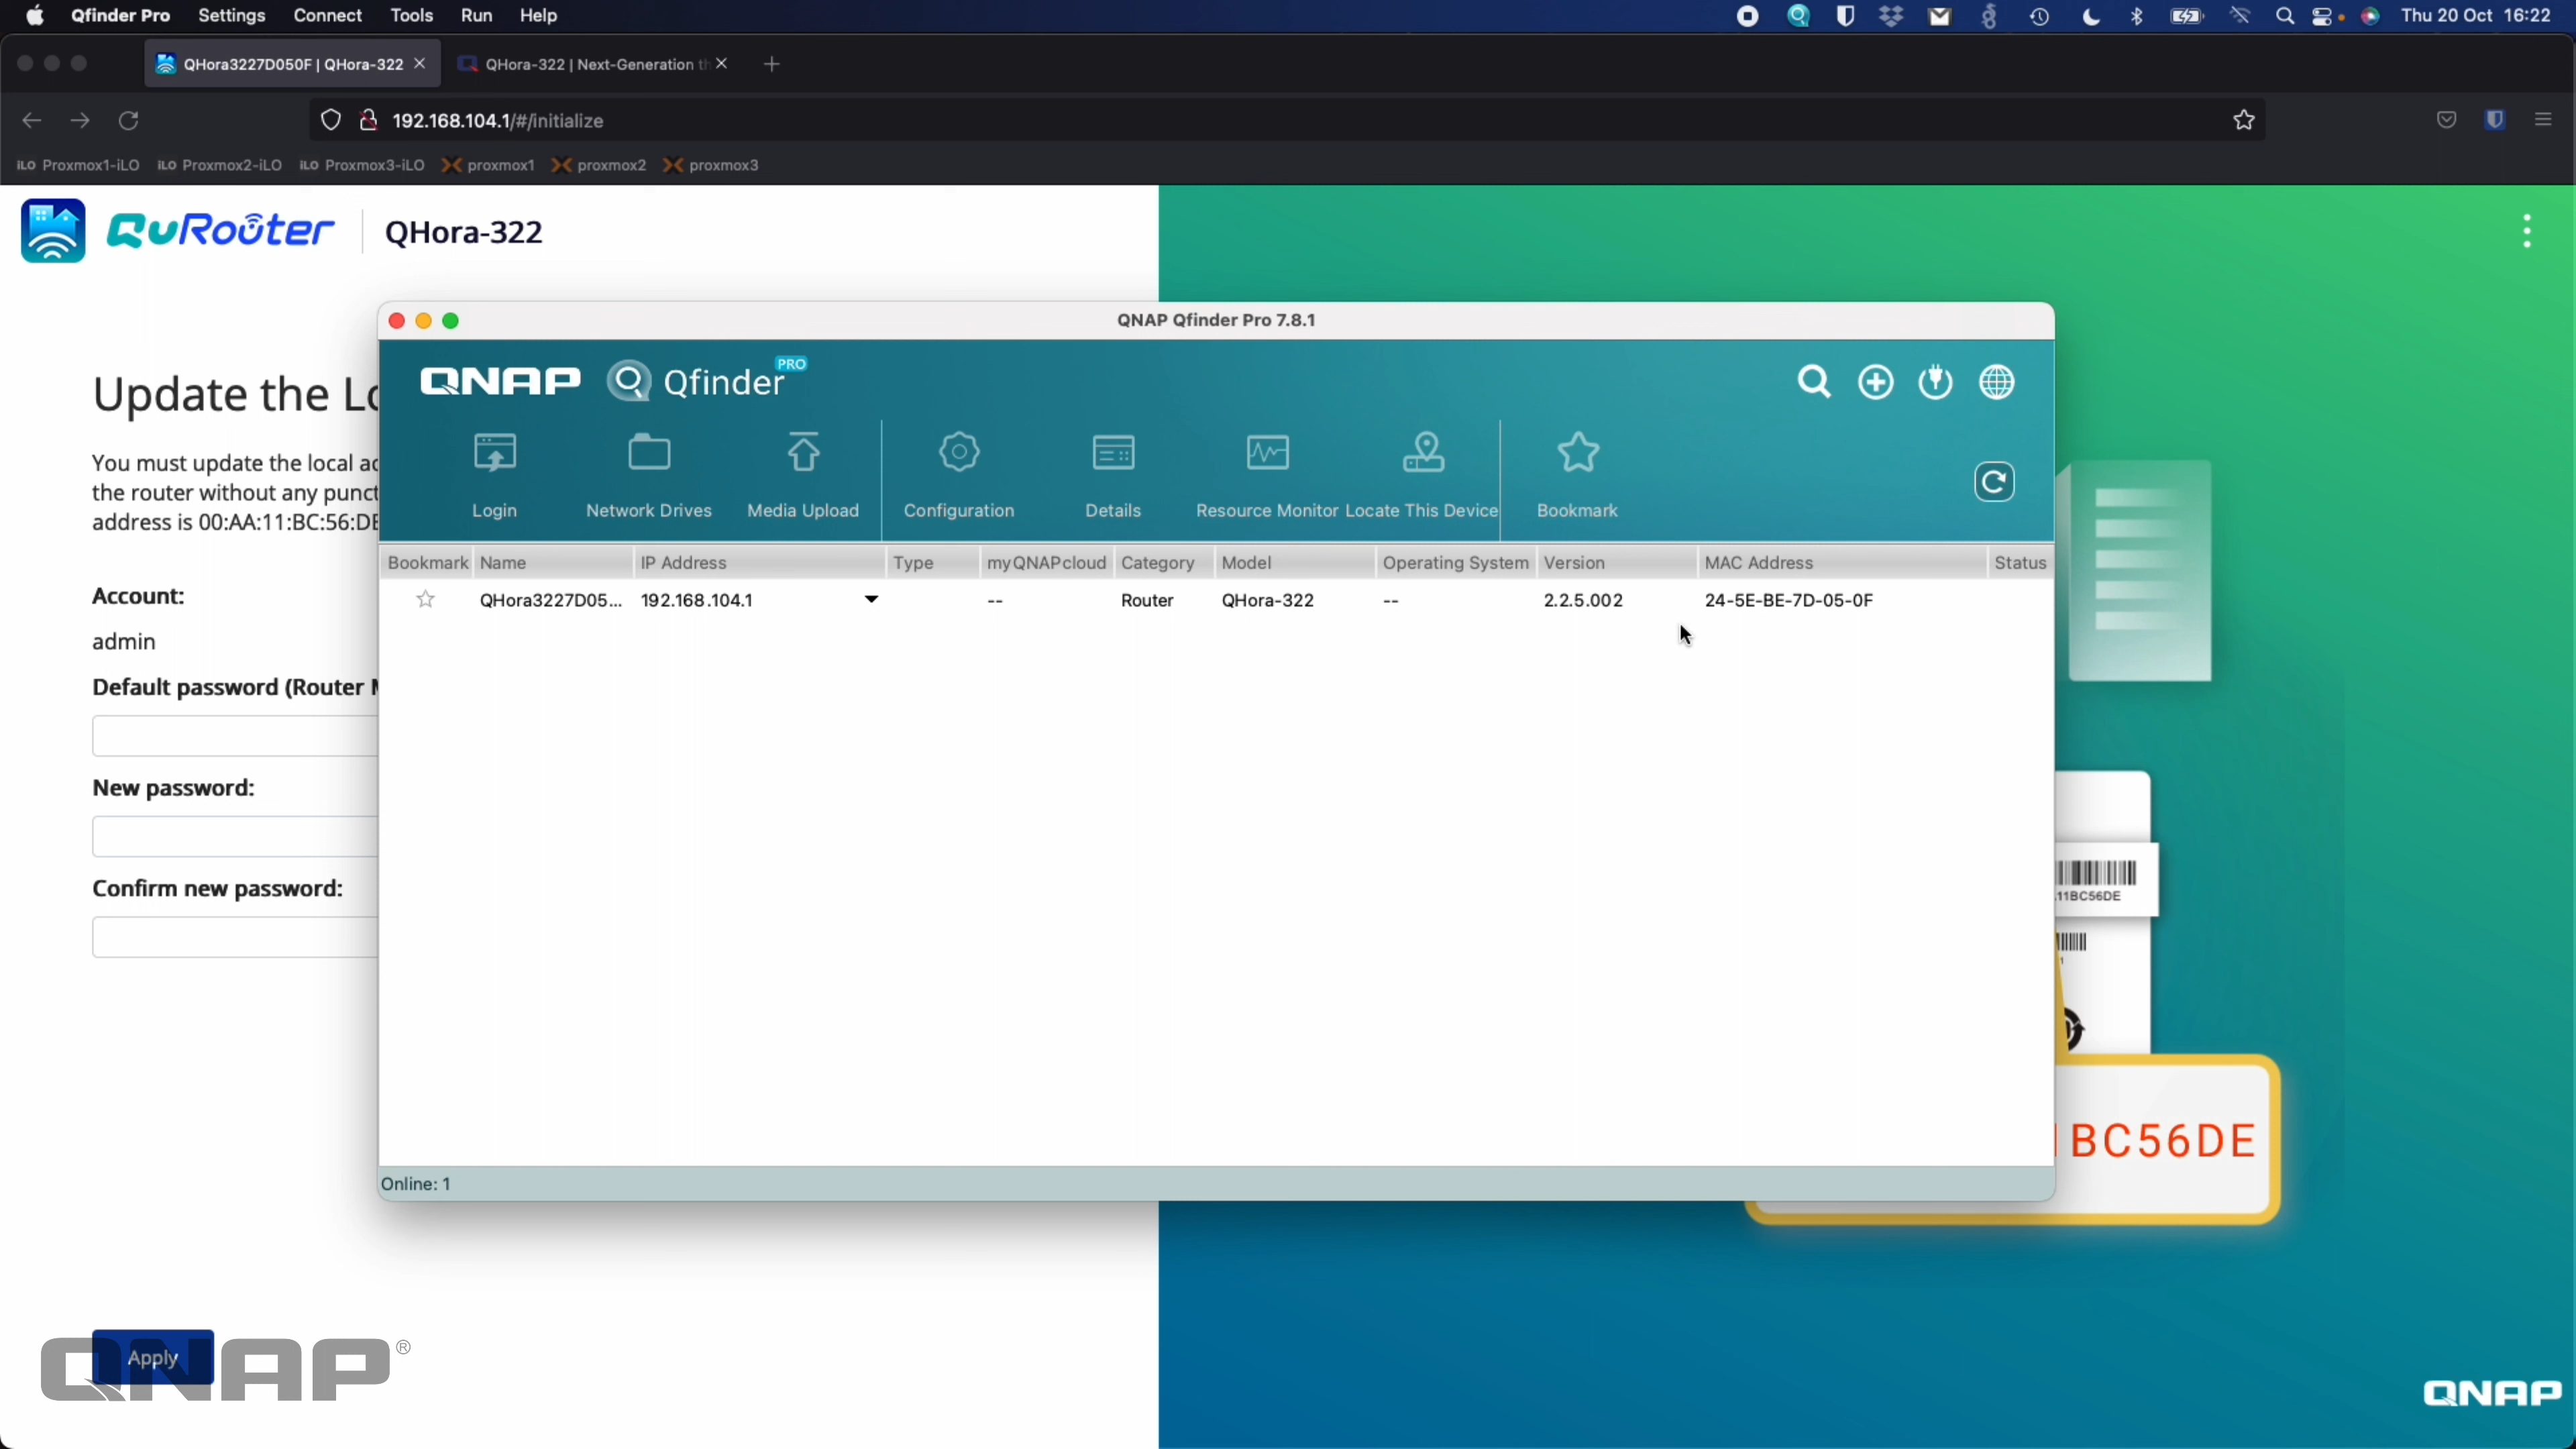 Qfinder Pro Settings Connect Tools Run Help Thu 20 Oct 16:22
QHora3227D050F | QHora-322 QHora-322 | Next-Generation th
192.168.104.1/#/initialize
iLO Proxmox1-iLO iLO Proxmox2-iLO iLO Proxmox3-iLO proxmox1 proxmox2 proxmox3
QuRouter QHora-322
QNAP Qfinder Pro 7.8.1
QNAP Qfinder PRO
Update the Lo
You must update the local ac
the router without any punct
address is 00:AA:11:BC:56:DE
Login Network Drives Media Upload Configuration Details Resource Monitor Locate This Device Bookmark
Bookmark Name IP Address Type myQNAPcloud Category Model Operating System Version MAC Address Status
QHora3227D05... 192.168.104.1 -- Router QHora-322 -- 2.2.5.002 24-5E-BE-7D-05-0F
Account:
admin
Default password (Router M
New password:
Confirm new password:
.11BC56DE
1BC56DE
Online: 1
Apply
QNAP®
QNAP